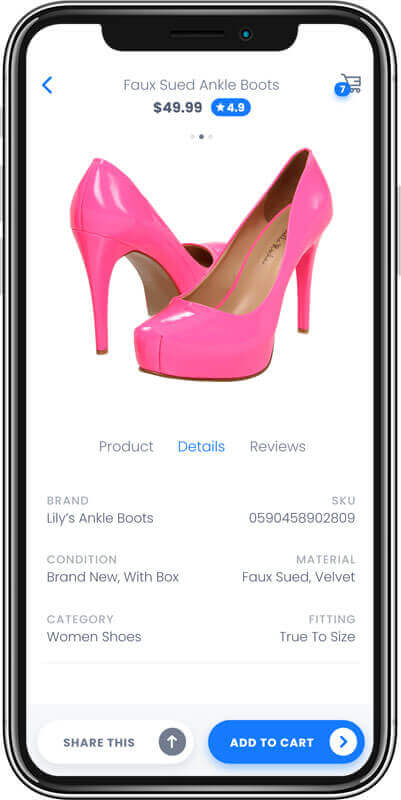 Faux Sued Ankle Boots
$49.99 ★ 4.9
7
Product Details Reviews
BRAND SKU
Lily's Ankle Boots 0590458902809
CONDITION MATERIAL
Brand New, With Box Faux Sued, Velvet
CATEGORY FITTING
Women Shoes True To Size
SHARE THIS ADD TO CART